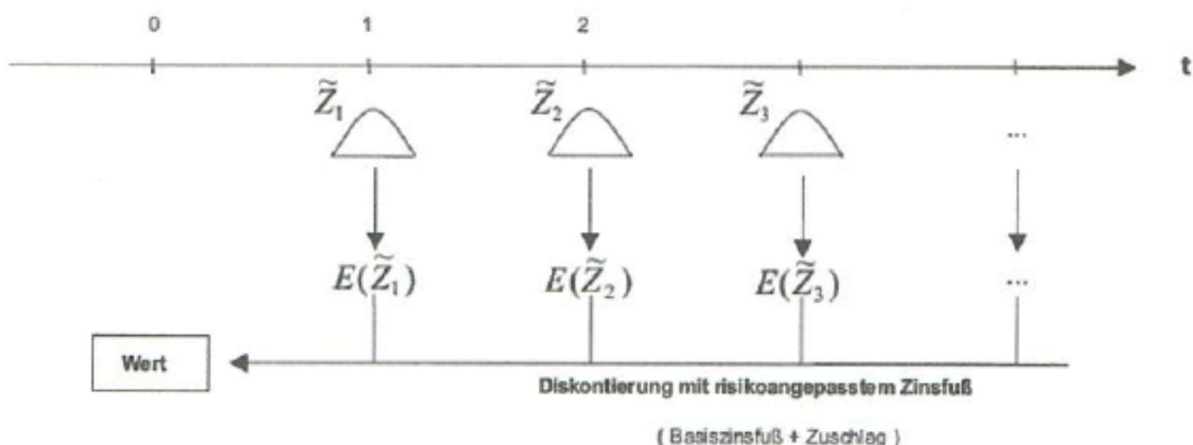 0 1 2
t
Z̃₁ Z̃₂ Z̃₃ ...
E(Z̃₁) E(Z̃₂) E(Z̃₃) ...
Wert
Diskontierung mit risikoangepasstem Zinsfuß
( Basiszinsfuß + Zuschlag )